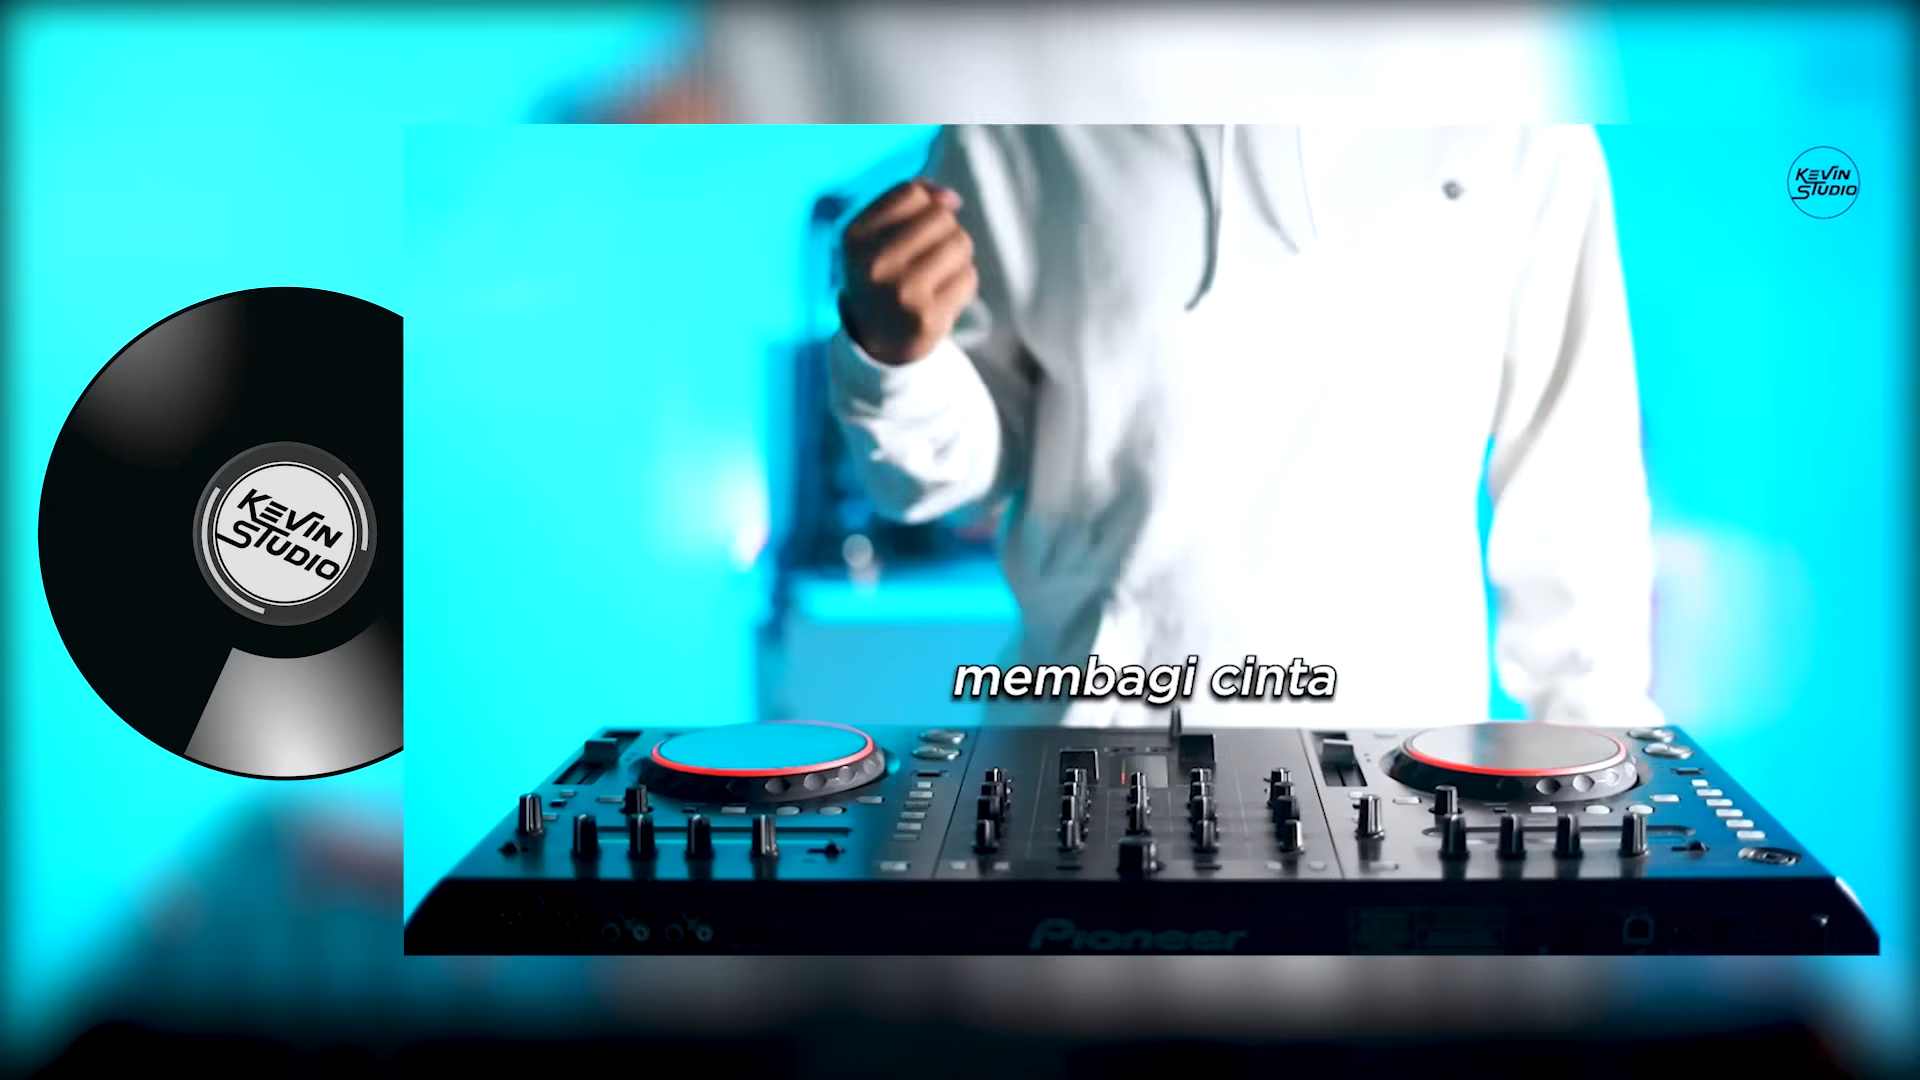 KEVIN
STUDIO
KEVIN
STUDIO
membagi cinta
Pioneer